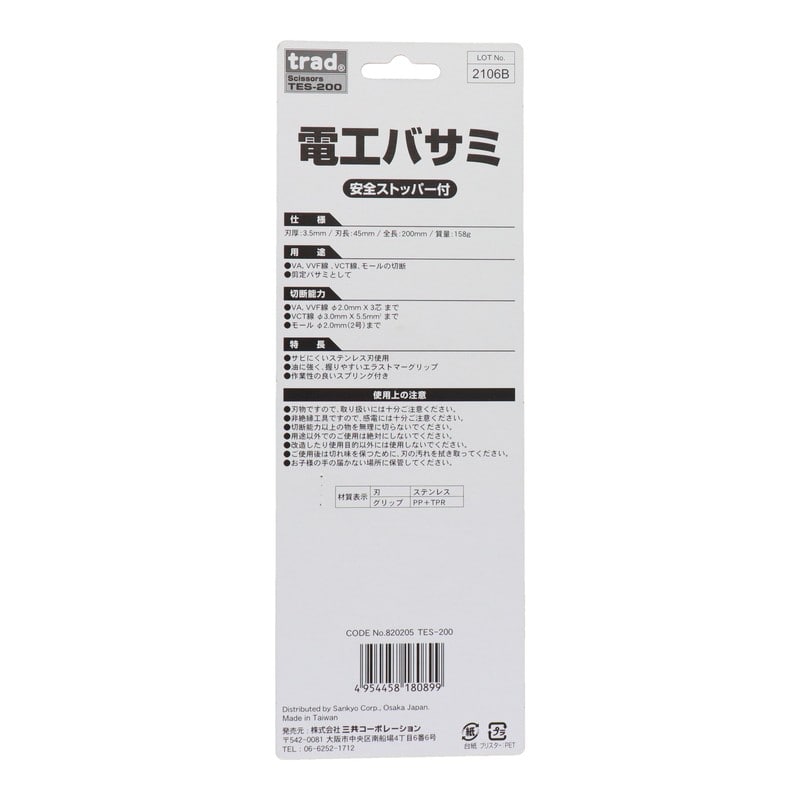 trad®
Scissors
TES-200
LOT No.
2106B
電工バサミ
安全ストッパー付
仕様
刃厚:3.5mm / 刃長:45mm / 全長:200mm / 質量:158g
用途
●VA、VVF線、VCT線、モールの切断
●剪定バサミとして
切断能力
●VA、VVF線 φ2.0mm X 3芯 まで
●VCT線 φ3.0mm X 5.5mm² まで
●モール φ2.0mm(2号)まで
特長
●サビにくいステンレス刃使用
●油に強く、握りやすいエラストマーグリップ
●作業性の良いスプリング付き
使用上の注意
●刃物ですので、取り扱いには十分ご注意ください。
●非絶縁工具ですので、感電には十分ご注意ください。
●切断能力以上の物を無理に切らないでください。
●用途以外でのご使用は絶対にしないでください。
●改造したり使用目的以外には使用しないでください。
●ご使用後は切れ味を保つために、刃の汚れを拭き取ってください。
●お子様の手の届かない場所に保管してください。
材質表示 刃 ステンレス
グリップ PP+TPR
CODE No.820205 TES-200
4 954458 180899
Distributed by Sankyo Corp., Osaka Japan.
Made in Taiwan
発売元:株式会社 三共コーポレーション
〒542-0081 大阪市中央区南船場4丁目6番6号
TEL : 06-6252-1712
紙 プラ
台紙 ブリスター:PET